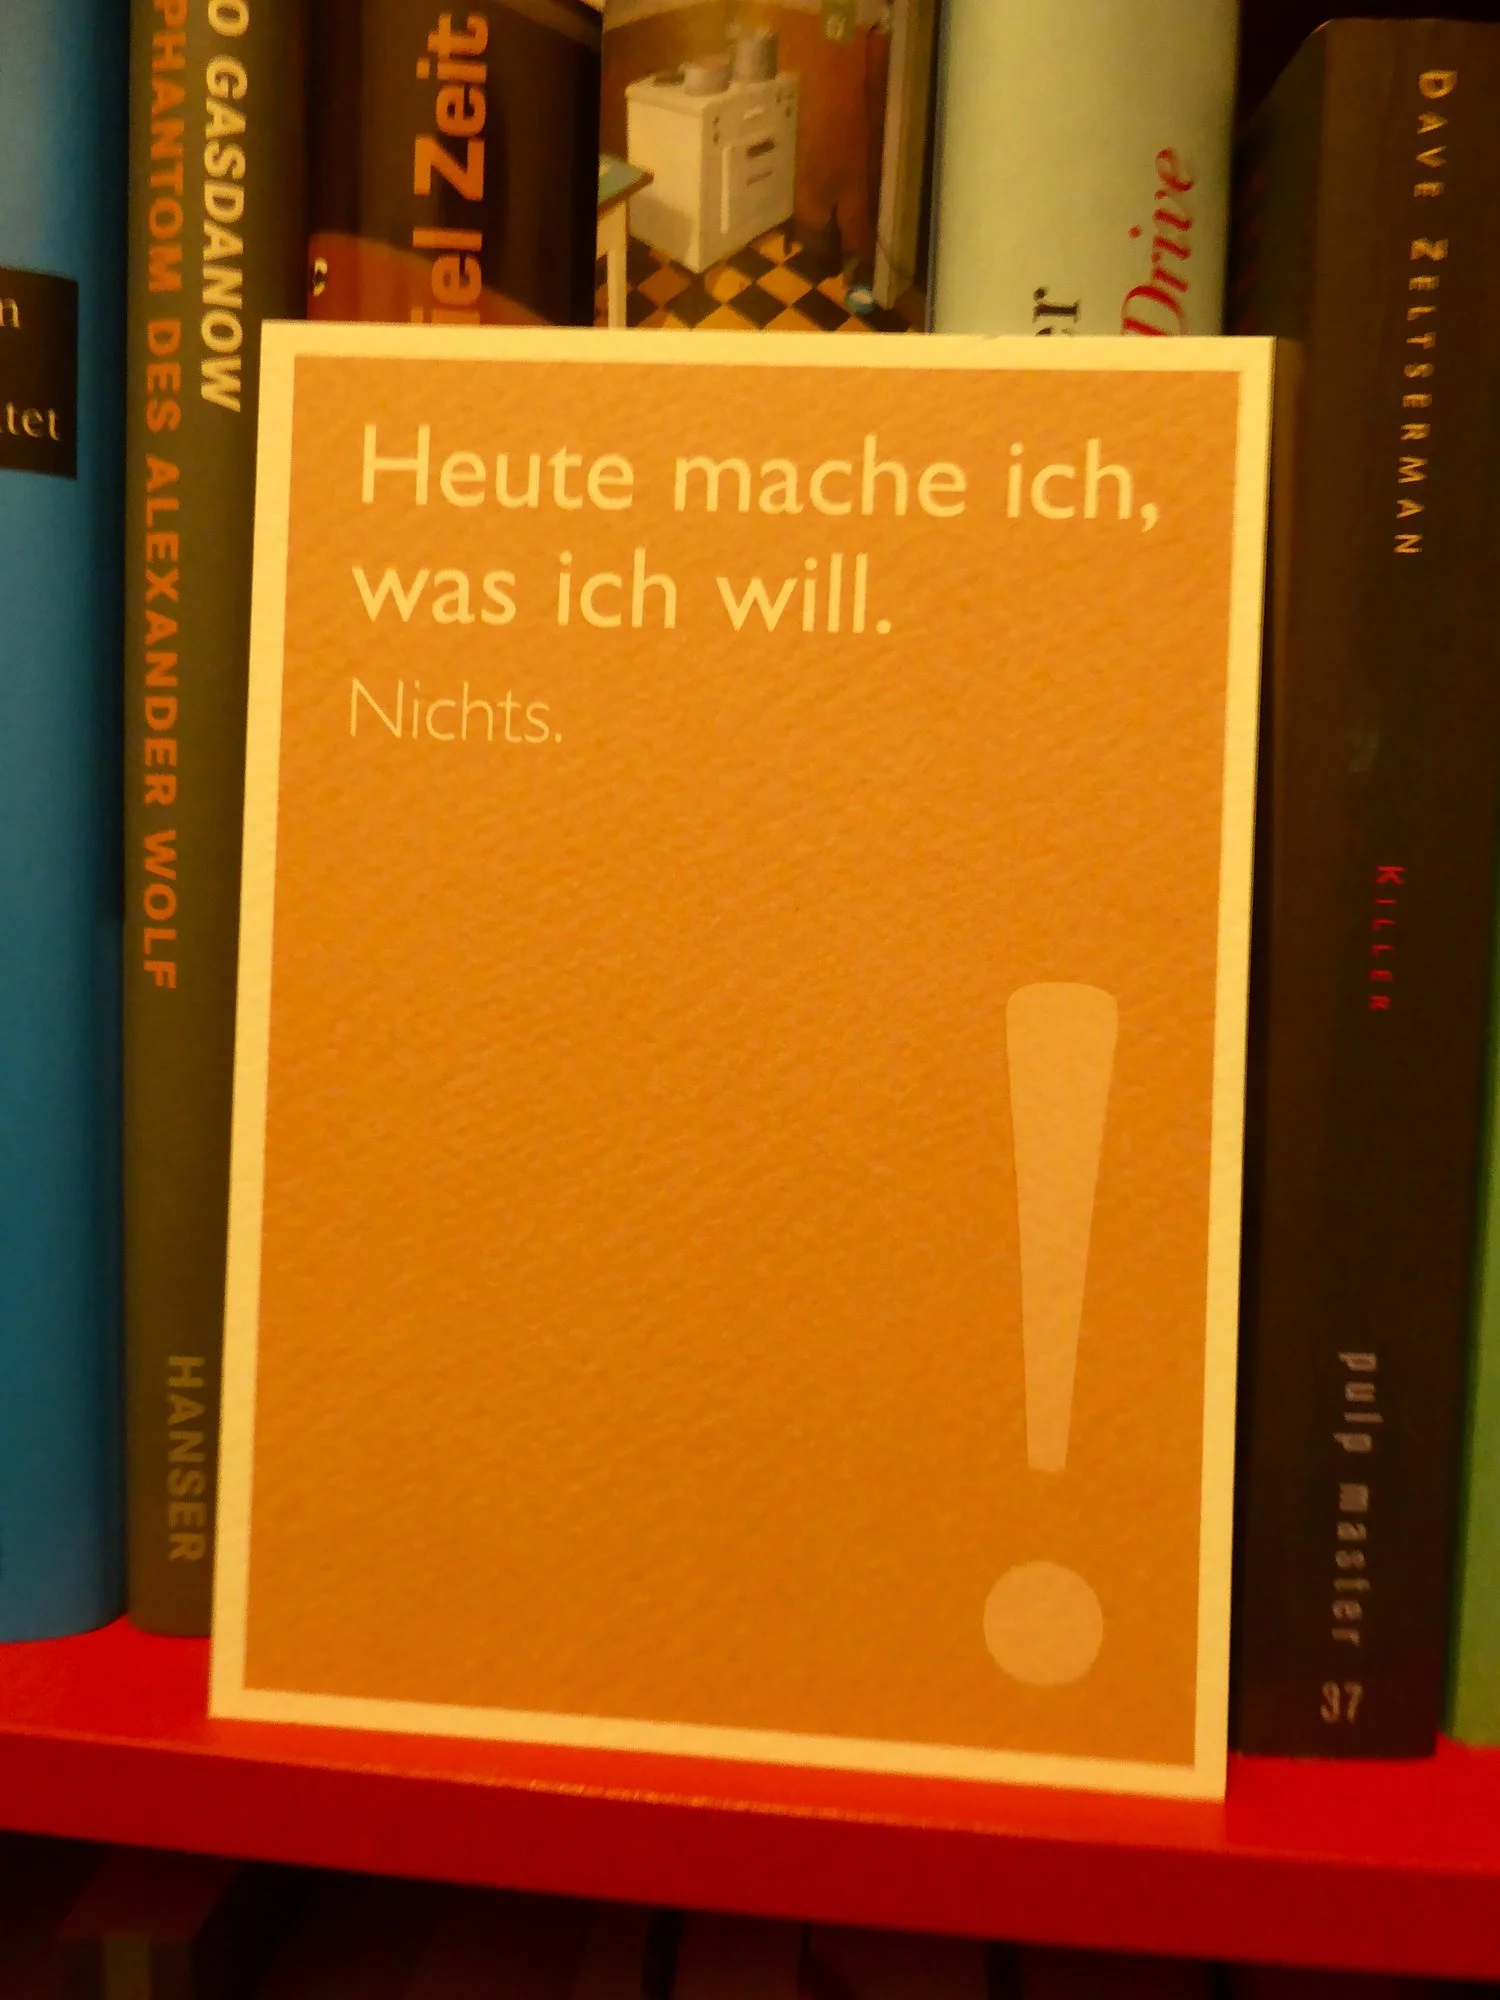 Heute mache ich,
was ich will.
Nichts.
GASDANOW
PHANTOM DES ALEXANDER WOLF
HANSER
Zeit
Drive
DAVE ZELTSERMAN
KILLER
pulp master
37